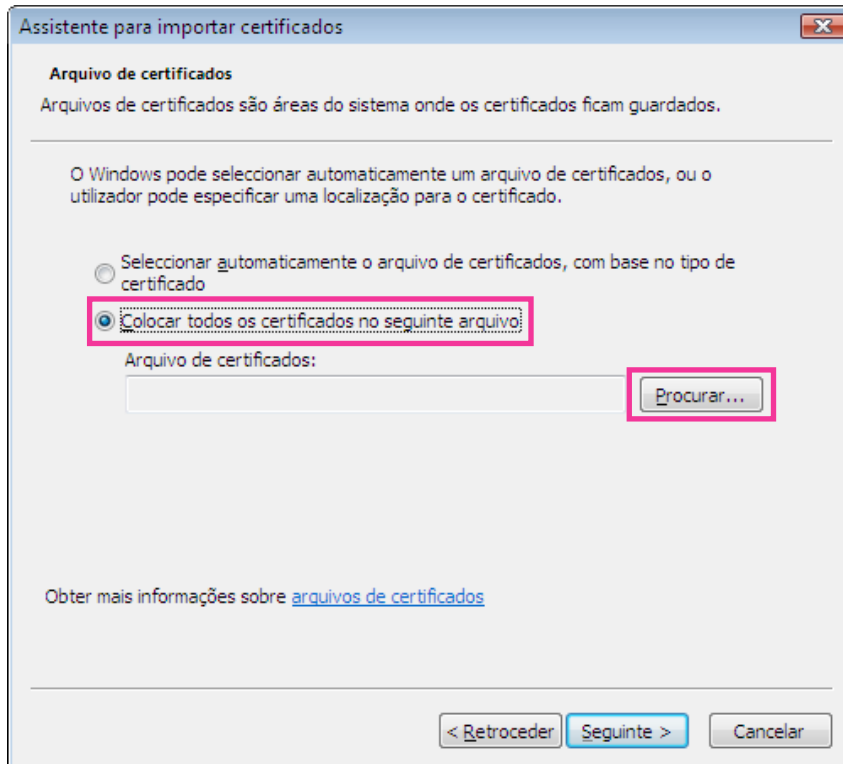 Assistente para importar certificados
Arquivo de certificados
Arquivos de certificados são áreas do sistema onde os certificados ficam guardados.
O Windows pode seleccionar automaticamente um arquivo de certificados, ou o
utilizador pode especificar uma localização para o certificado.
Seleccionar automaticamente o arquivo de certificados, com base no tipo de
certificado
Colocar todos os certificados no seguinte arquivo
Arquivo de certificados:
Procurar...
Obter mais informações sobre arquivos de certificados
< Retroceder Seguinte > Cancelar